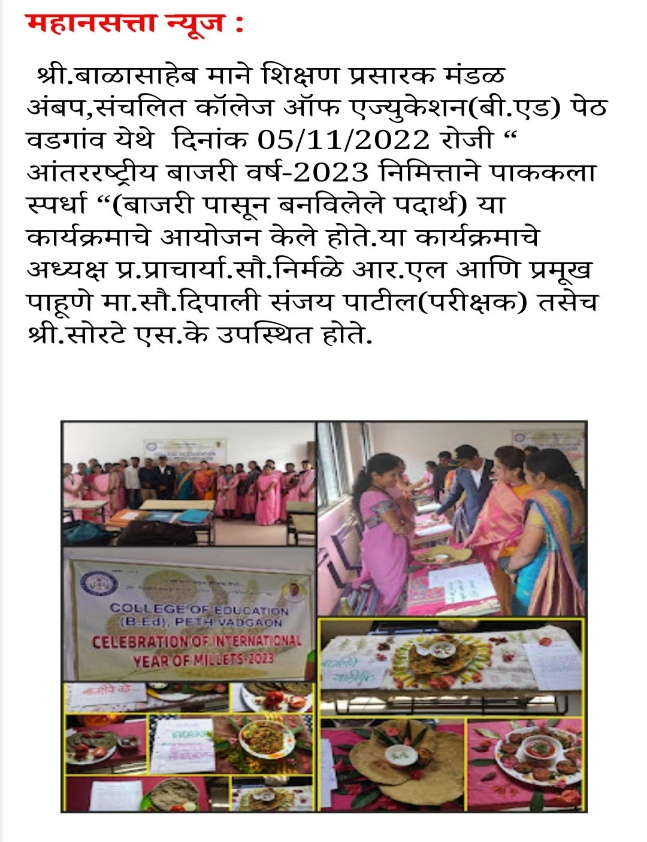 महानसत्ता न्यूज :
श्री.बाळासाहेब माने शिक्षण प्रसारक मंडळ
अंबप,संचलित कॉलेज ऑफ एज्युकेशन(बी.एड) पेठ
वडगांव येथे दिनांक 05/11/2022 रोजी “
आंतररष्ट्रीय बाजरी वर्ष-2023 निमित्ताने पाककला
स्पर्धा “(बाजरी पासून बनविलेले पदार्थ) या
कार्यक्रमाचे आयोजन केले होते.या कार्यक्रमाचे
अध्यक्ष प्र.प्राचार्या.सौ.निर्मळे आर.एल आणि प्रमूख
पाहूणे मा.सौ.दिपाली संजय पाटील(परीक्षक) तसेच
श्री.सोरटे एस.के उपस्थित होते.
COLLEGE OF EDUCATION
(B.Ed), PETH VADGAON
CELEBRATION OF INTERNATIONAL
YEAR OF MILLETS-2023